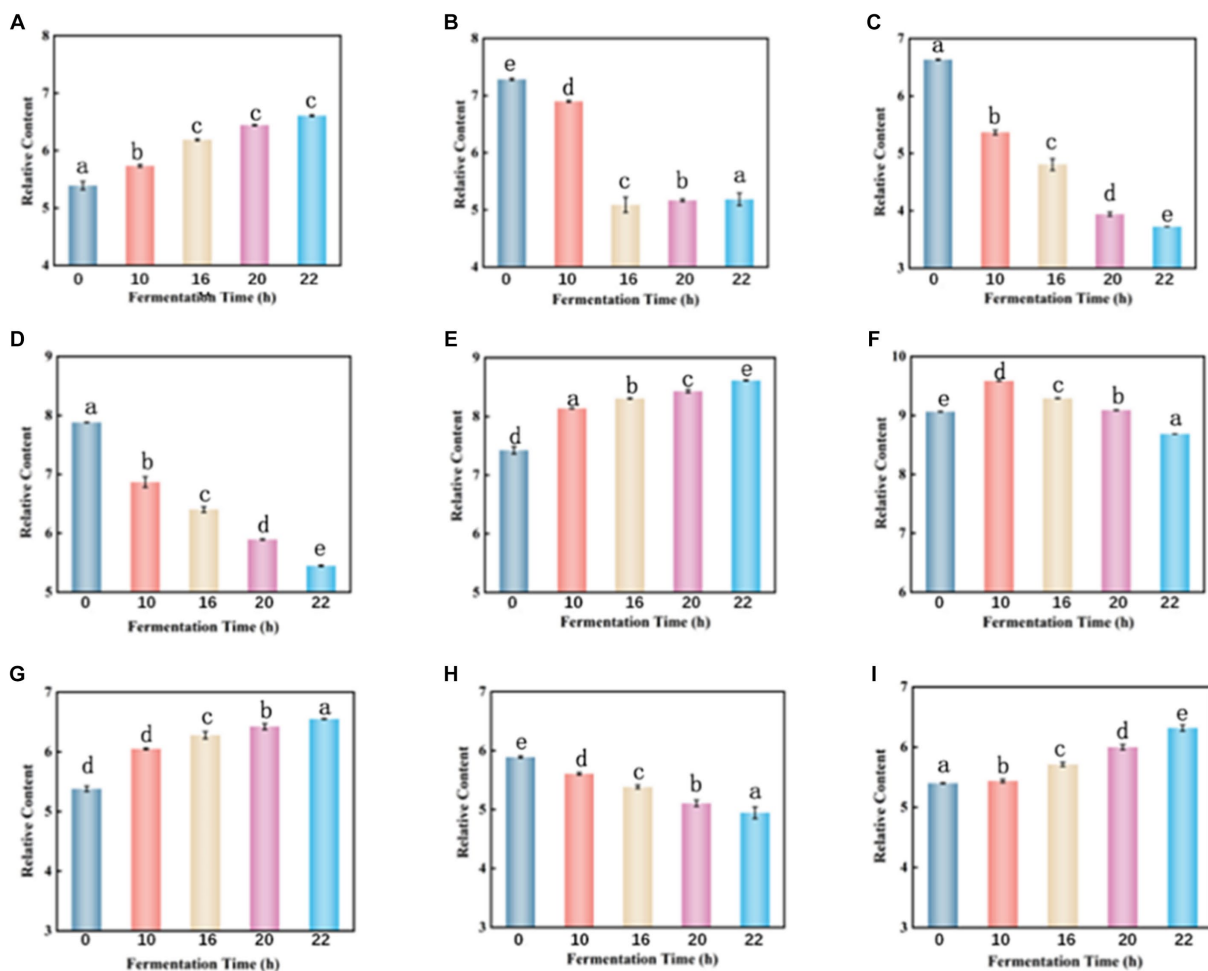 A
8
7
6
5
4
Relative Content
a
b
c
c
c
0 10 16 20 22
Fermentation Time (h)
B
8
7
6
5
4
Relative Content
e
d
c
b
a
0 10 16 20 22
Fermentation Time (h)
C
7
6
5
4
3
Relative Content
a
b
c
d
e
0 10 16 20 22
Fermentation Time (h)
D
9
8
7
6
5
Relative Content
a
b
c
d
e
0 10 16 20 22
Fermentation Time (h)
E
9
8
7
6
5
Relative Content
d
a
b
c
e
0 10 16 20 22
Fermentation Time (h)
F
10
9
8
7
6
Relative Content
e
d
c
b
a
0 10 16 20 22
Fermentation Time (h)
G
7
6
5
4
3
Relative Content
d
d
c
b
a
0 10 16 20 22
Fermentation Time (h)
H
7
6
5
4
3
Relative Content
e
d
c
b
a
0 10 16 20 22
Fermentation Time (h)
I
7
6
5
4
3
Relative Content
a
b
c
d
e
0 10 16 20 22
Fermentation Time (h)